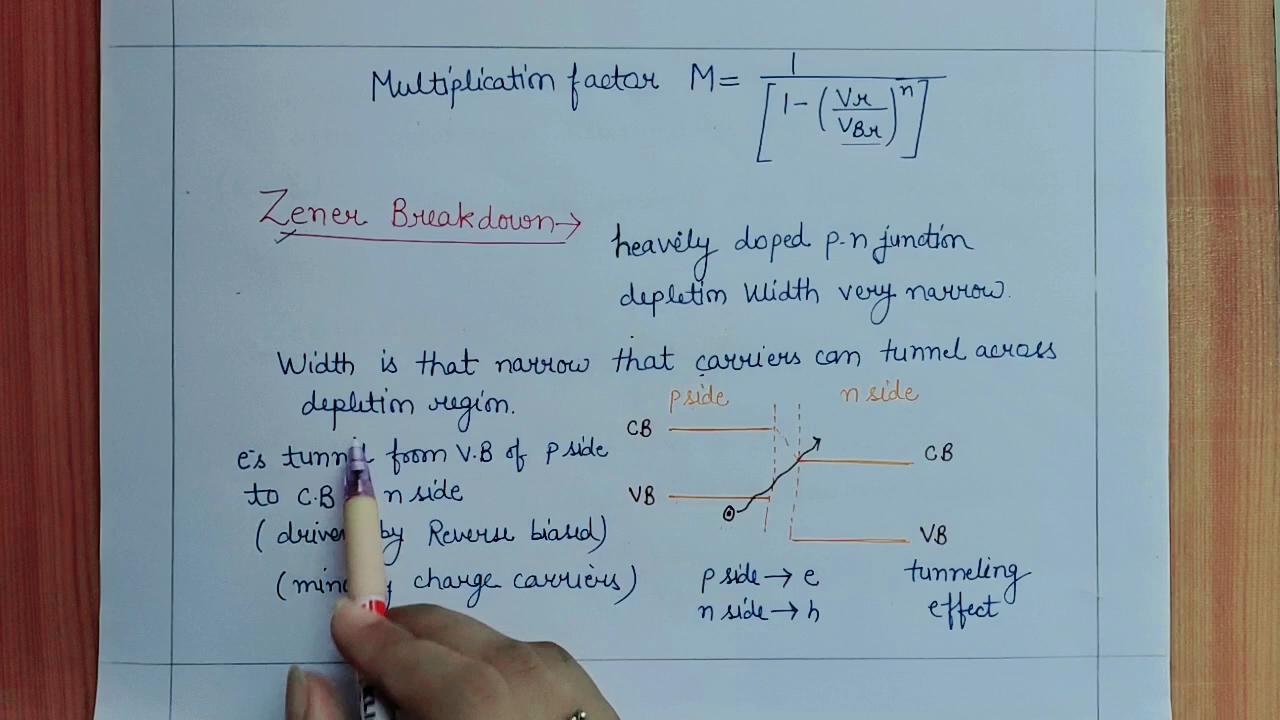 Multiplication factor M = 1 / [1 - (Vr/VBr)^n]
Zener Breakdown→
heavily doped p-n junction
depletion width very narrow.
Width is that narrow that carriers can tunnel across
depletion region.
p side n side
CB
CB
VB
VB
e-s tunnel from V.B of p side
to C.B n side
(driven by Reverse biased)
(minority charge carriers)
p side → e
n side → h
tunneling
effect